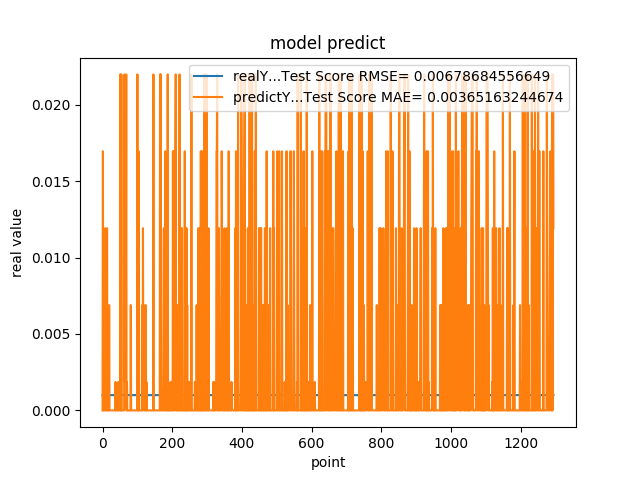 model predict
realY...Test Score RMSE= 0.00678684556649
predictY...Test Score MAE= 0.00365163244674
real value
0.020
0.015
0.010
0.005
0.000
0 200 400 600 800 1000 1200
point